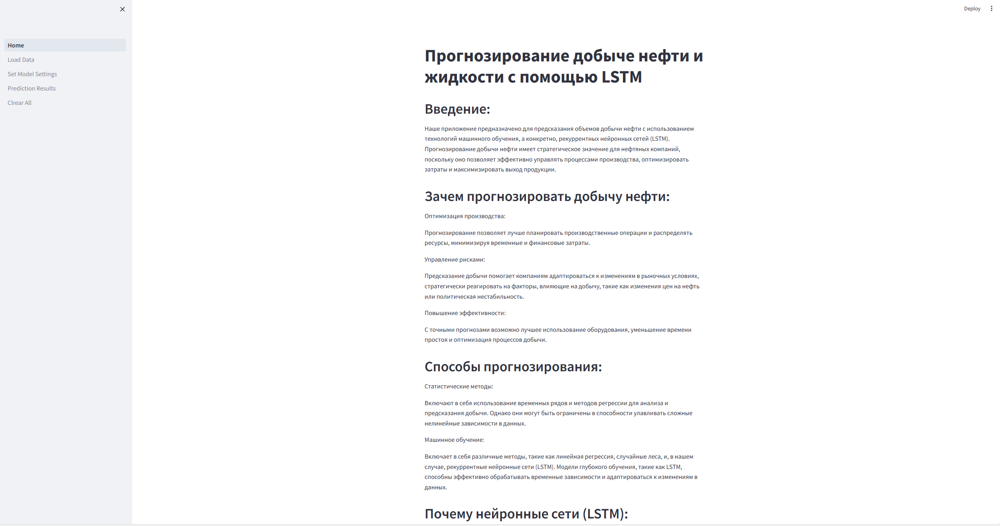 Deploy
Home
Load Data
Set Model Settings
Prediction Results
Clrear All
Прогнозирование добыче нефти и
жидкости с помощью LSTM
Введение:
Наше приложение предназначено для предсказания объемов добычи нефти с использованием
технологий машинного обучения, а конкретно, рекуррентных нейронных сетей (LSTM).
Прогнозирование добычи нефти имеет стратегическое значение для нефтяных компаний,
поскольку оно позволяет эффективно управлять процессами производства, оптимизировать
затраты и максимизировать выход продукции.
Зачем прогнозировать добычу нефти:
Оптимизация производства:
Прогнозирование позволяет лучше планировать производственные операции и распределять
ресурсы, минимизируя временные и финансовые затраты.
Управление рисками:
Предсказание добычи помогает компаниям адаптироваться к изменениям в рыночных условиях,
стратегически реагировать на факторы, влияющие на добычу, такие как изменения цен на нефть
или политическая нестабильность.
Повышение эффективности:
С точными прогнозами возможно лучшее использование оборудования, уменьшение времени
простоя и оптимизация процессов добычи.
Способы прогнозирования:
Статистические методы:
Включают в себя использование временных рядов и методов регрессии для анализа и
предсказания добычи. Однако они могут быть ограничены в способности улавливать сложные
нелинейные зависимости в данных.
Машинное обучение:
Включает в себя различные методы, такие как линейная регрессия, случайные леса, и, в нашем
случае, рекуррентные нейронные сети (LSTM). Модели глубокого обучения, такие как LSTM,
способны эффективно обрабатывать временные зависимости и адаптироваться к изменениям в
данных.
Почему нейронные сети (LSTM):